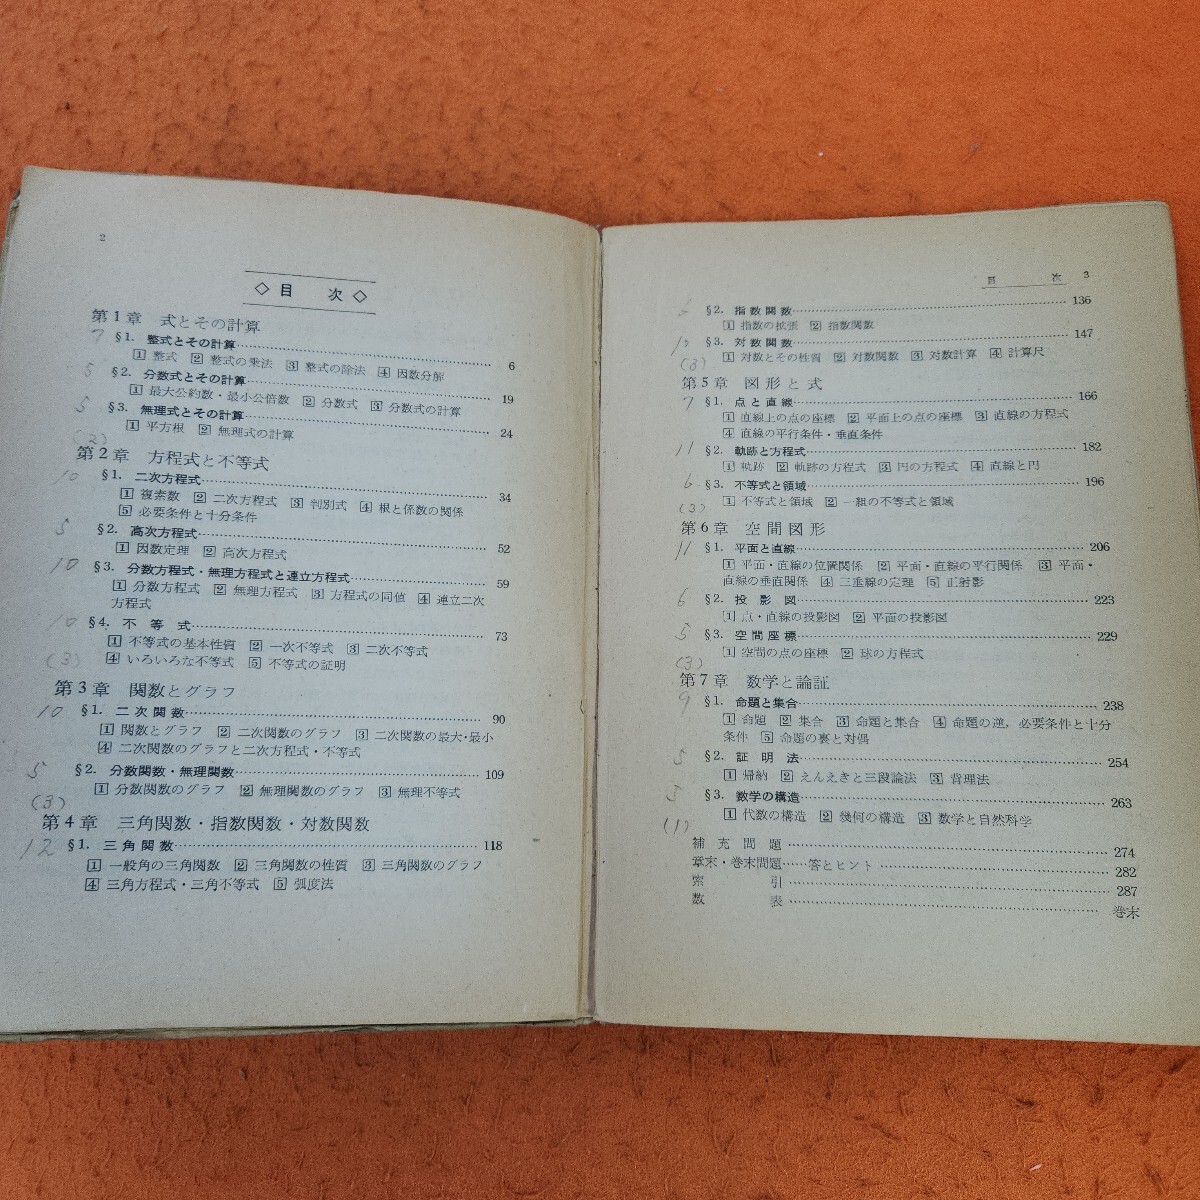 2
◇ 目 次 ◇
第1章 式とその計算
7 §1. 整式とその計算 6
1 整式 2 整式の乗法 3 整式の除法 4 因数分解
5 §2. 分数式とその計算 19
1 最大公約数・最小公倍数 2 分数式 3 分数式の計算
5 §3. 無理式とその計算 24
1 平方根 2 無理式の計算
(2)
第2章 方程式と不等式
10 §1. 二次方程式 34
1 複素数 2 二次方程式 3 判別式 4 根と係数の関係
5 必要条件と十分条件
5 §2. 高次方程式 52
1 因数定理 2 高次方程式
10 §3. 分数方程式・無理方程式と連立方程式 59
1 分数方程式 2 無理方程式 3 方程式の同値 4 連立二次
方程式
10 §4. 不等式 73
1 不等式の基本性質 2 一次不等式 3 二次不等式
4 いろいろな不等式 5 不等式の証明
(3)
第3章 関数とグラフ
10 §1. 二次関数 90
1 関数とグラフ 2 二次関数のグラフ 3 二次関数の最大・最小
4 二次関数のグラフと二次方程式・不等式
5 §2. 分数関数・無理関数 109
1 分数関数のグラフ 2 無理関数のグラフ 3 無理不等式
(3)
第4章 三角関数・指数関数・対数関数
12 §1. 三角関数 118
1 一般角の三角関数 2 三角関数の性質 3 三角関数のグラフ
4 三角方程式・三角不等式 5 弧度法
目 次 3
6 §2. 指数関数 136
1 指数の拡張 2 指数関数
10 §3. 対数関数 147
1 対数とその性質 2 対数関数 3 対数計算 4 計算尺
(3)
第5章 図形と式
7 §1. 点と直線 166
1 直線上の点の座標 2 平面上の点の座標 3 直線の方程式
4 直線の平行条件・垂直条件
11 §2. 軌跡と方程式 182
1 軌跡 2 軌跡の方程式 3 円の方程式 4 直線と円
6 §3. 不等式と領域 196
1 不等式と領域 2 一組の不等式と領域
(3)
第6章 空間図形
11 §1. 平面と直線 206
1 平面・直線の位置関係 2 平面・直線の平行関係 3 平面・
直線の垂直関係 4 三垂線の定理 5 正射影
6 §2. 投影図 223
1 点・直線の投影図 2 平面の投影図
5 §3. 空間座標 229
1 空間の点の座標 2 球の方程式
(3)
第7章 数学と論証
9 §1. 命題と集合 238
1 命題 2 集合 3 命題と集合 4 命題の逆，必要条件と十分
条件 5 命題の裏と対偶
5 §2. 証明法 254
1 帰納 2 えんえきと三段論法 3 背理法
5 §3. 数学の構造 263
1 代数の構造 2 幾何の構造 3 数学と自然科学
(1)
補充問題 274
章末・巻末問題……答とヒント 282
索 引 287
数 表 巻末